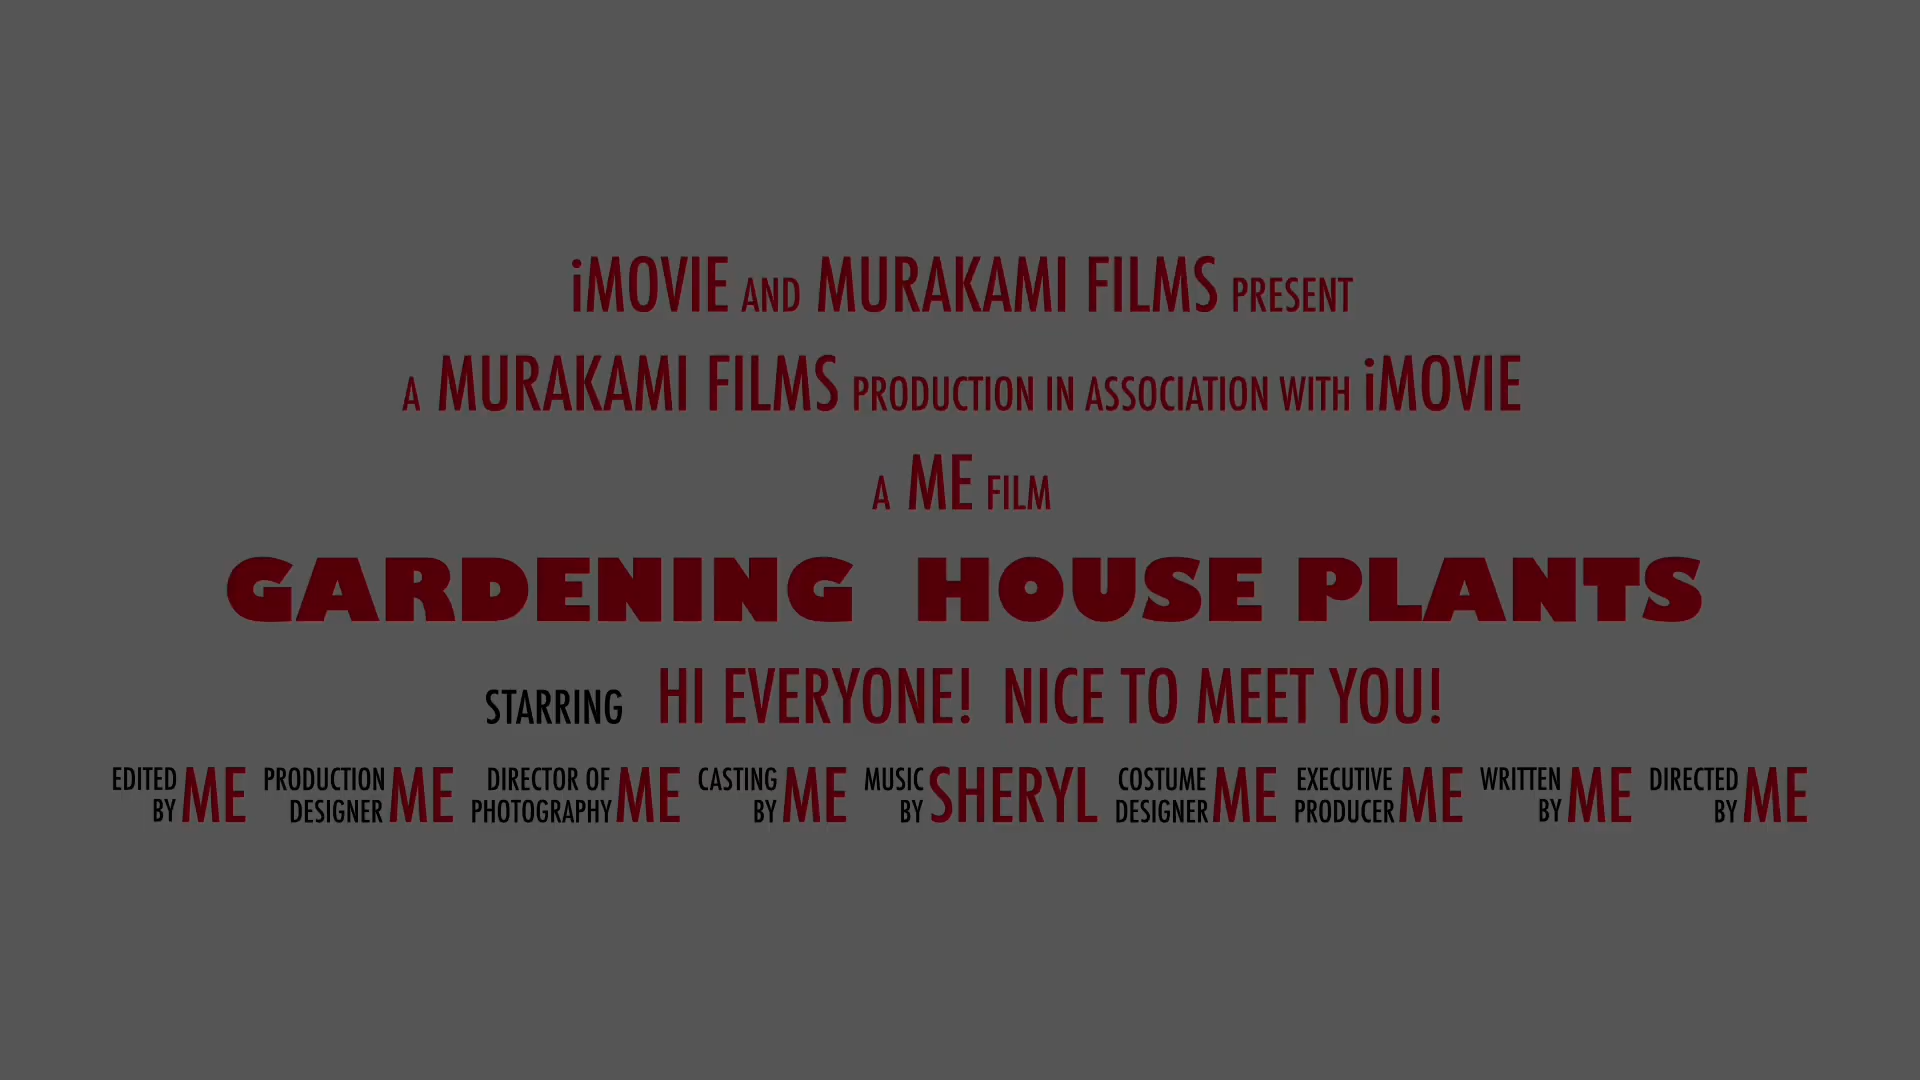 iMOVIE AND MURAKAMI FILMS PRESENT
A MURAKAMI FILMS PRODUCTION IN ASSOCIATION WITH iMOVIE
A ME FILM
GARDENING  HOUSE PLANTS
STARRING HI EVERYONE!  NICE TO MEET YOU!
EDITED BY ME PRODUCTION DESIGNER ME DIRECTOR OF PHOTOGRAPHY ME CASTING BY ME MUSIC BY SHERYL COSTUME DESIGNER ME EXECUTIVE PRODUCER ME WRITTEN BY ME DIRECTED BY ME